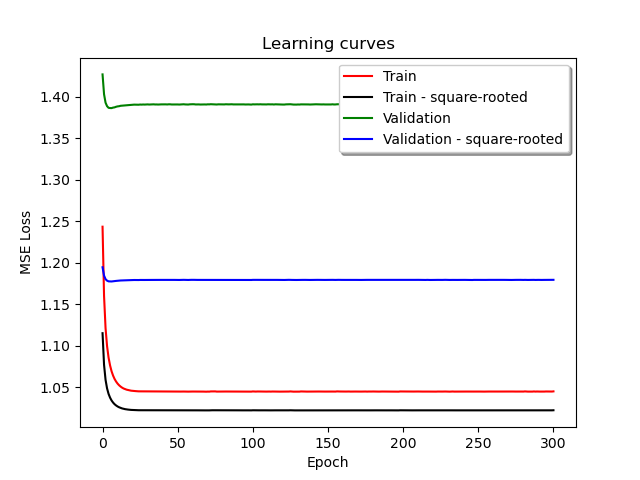 Learning curves
Train
Train - square-rooted
Validation
Validation - square-rooted
1.40
1.35
1.30
1.25
1.20
1.15
1.10
1.05
MSE Loss
0 50 100 150 200 250 300
Epoch